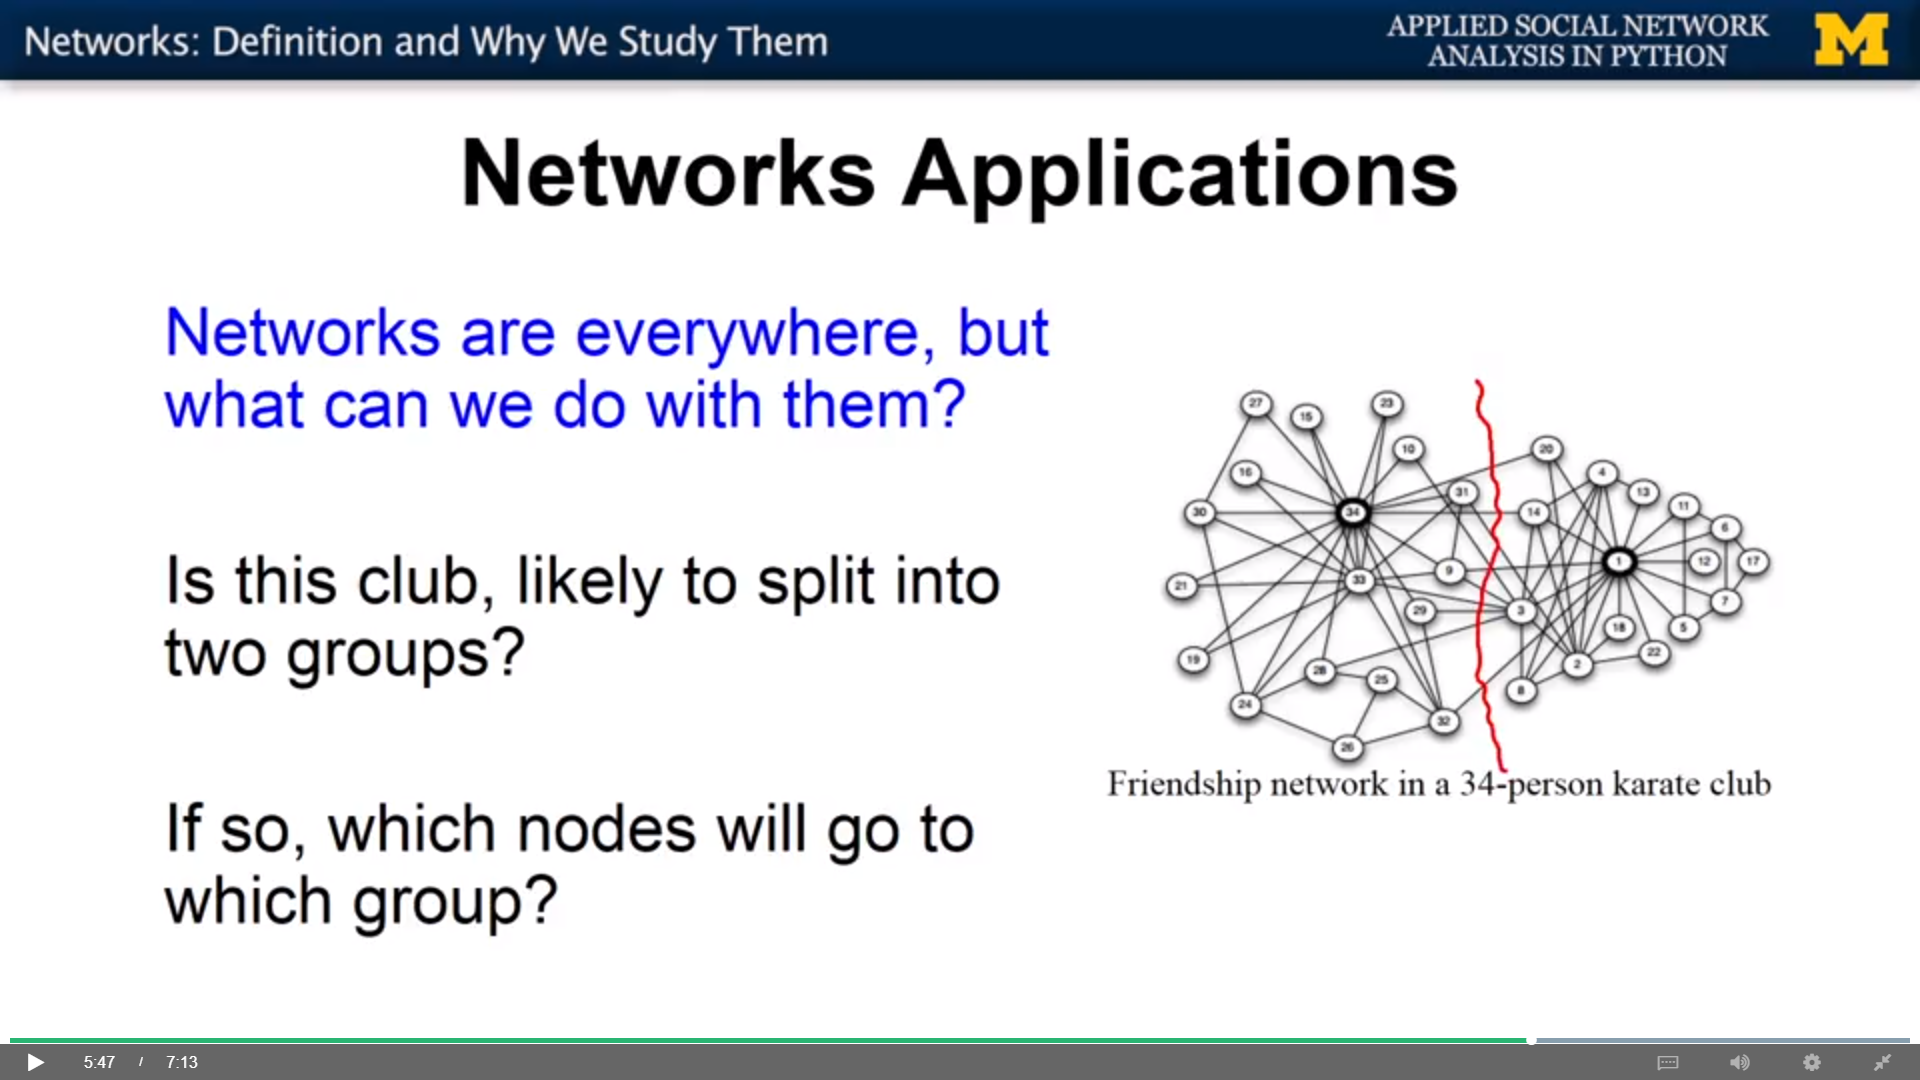 Networks: Definition and Why We Study Them
APPLIED SOCIAL NETWORK
ANALYSIS IN PYTHON
M
Networks Applications
Networks are everywhere, but
what can we do with them?
Is this club, likely to split into
two groups?
If so, which nodes will go to
which group?
27
15
23
10
16
31
30
34
20
4
13
11
14
6
1
12
17
9
33
21
29
3
7
18
5
19
28
25
2
22
8
24
32
26
Friendship network in a 34-person karate club
5:47 / 7:13